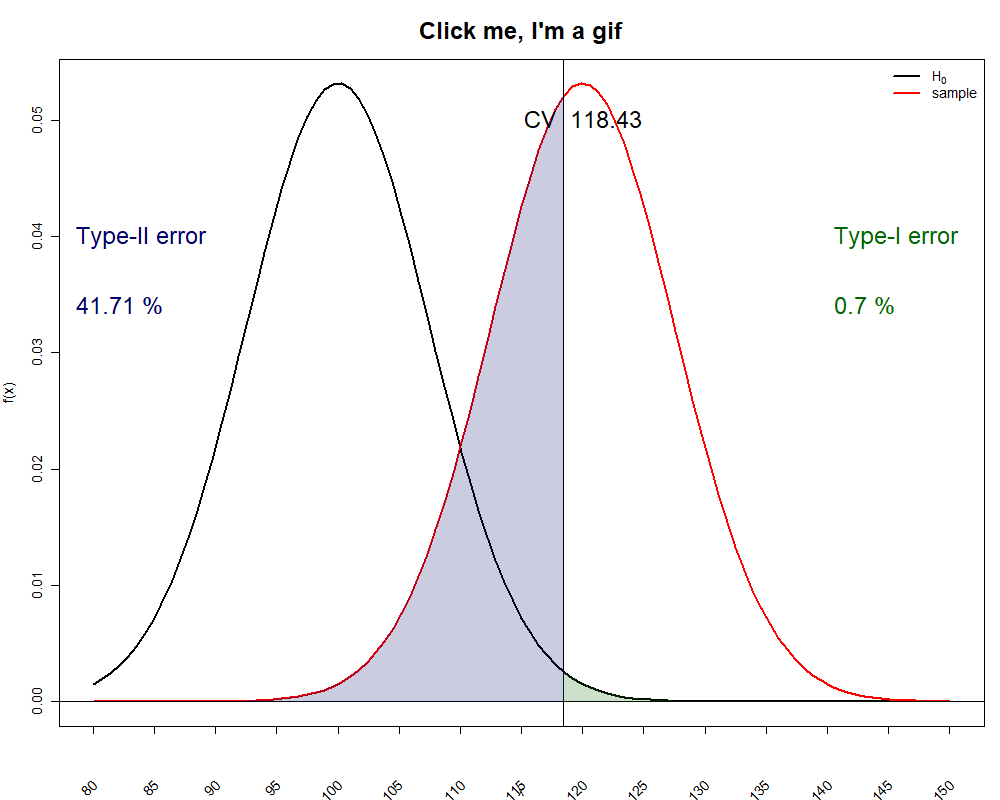 Click me, I'm a gif
H0
sample
CV 118.43
Type-II error
Type-I error
41.71 %
0.7 %
f(x)
0.05
0.04
0.03
0.02
0.01
0.00
80 85 90 95 100 105 110 115 120 125 130 135 140 145 150